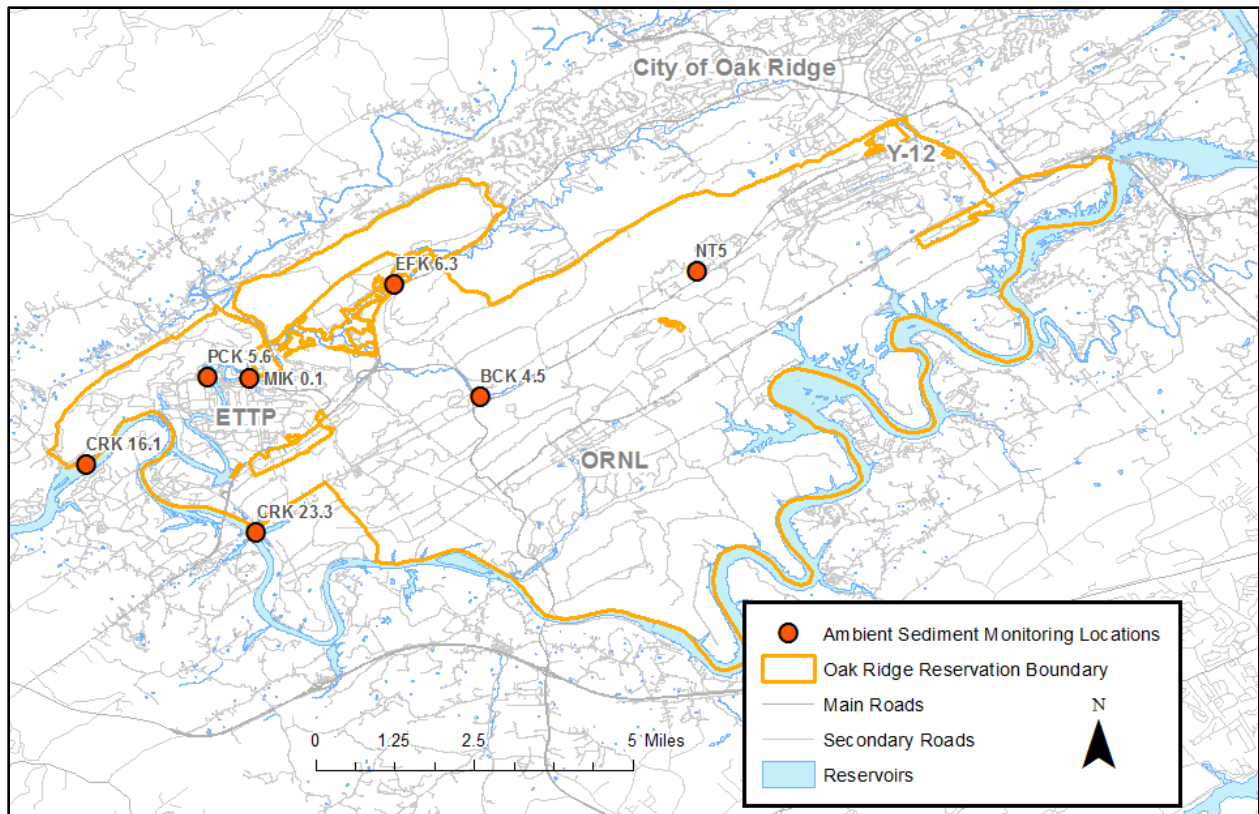 City of Oak Ridge
Y-12
NT5
EFK 6.3
PCK 5.6
MIK 0.1
BCK 4.5
ETTP
CRK 16.1
ORNL
CRK 23.3
0 1.25 2.5 5 Miles
Ambient Sediment Monitoring Locations
Oak Ridge Reservation Boundary
Main Roads
N
Secondary Roads
Reservoirs